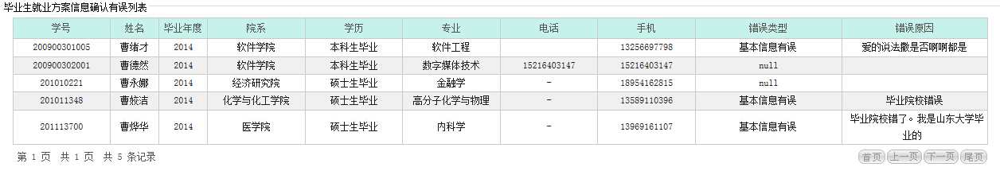 毕业生就业方案信息确认有误列表
学号 姓名 毕业年度 院系 学历 专业 电话 手机 错误类型 错误原因
200900301005 曹绪才 2014 软件学院 本科生毕业 软件工程 13256697798 基本信息有误 爱的说法撒是否啊啊都是
200900302001 曹德然 2014 软件学院 本科生毕业 数字媒体技术 15216403147 15216403147 null
201010221 曹永娜 2014 经济研究院 硕士生毕业 金融学 - 18954162815 null
201011348 曹姣洁 2014 化学与化工学院 硕士生毕业 高分子化学与物理 - 13589110396 基本信息有误 毕业院校错误
201113700 曹烨华 2014 医学院 硕士生毕业 内科学 - 13969161107 基本信息有误 毕业院校错了。我是山东大学毕
业的
第 1 页 共 1 页 共 5 条记录 首页 上一页 下一页 尾页